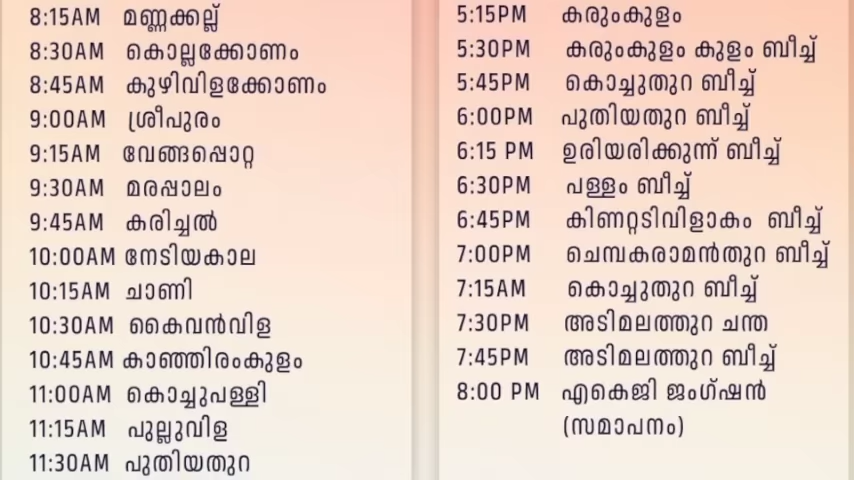 8:15AM മണ്ണക്കല്ല്
8:30AM കൊല്ലക്കോണം
8:45AM കുഴിവിളക്കോണം
9:00AM ശ്രീപുരം
9:15AM വേങ്ങപ്പൊറ്റ
9:30AM മരപ്പാലം
9:45AM കരിച്ചൽ
10:00AM നേടിയകാല
10:15AM ചാണി
10:30AM കൈവൻവിള
10:45AM കാഞ്ഞിരംകുളം
11:00AM കൊച്ചുപള്ളി
11:15AM പുല്ലുവിള
11:30AM പുതിയതുറ
5:15PM കരുംകുളം
5:30PM കരുംകുളം കുളം ബീച്ച്
5:45PM കൊച്ചുതുറ ബീച്ച്
6:00PM പുതിയതുറ ബീച്ച്
6:15 PM ഉരിയരിക്കുന്ന് ബീച്ച്
6:30PM പള്ളം ബീച്ച്
6:45PM കിണറ്റടിവിളാകം ബീച്ച്
7:00PM ചെമ്പകരാമൻതുറ ബീച്ച്
7:15AM കൊച്ചുതുറ ബീച്ച്
7:30PM അടിമലത്തുറ ചന്ത
7:45PM അടിമലത്തുറ ബീച്ച്
8:00 PM എകെജി ജംഗ്ഷൻ
(സമാപനം)